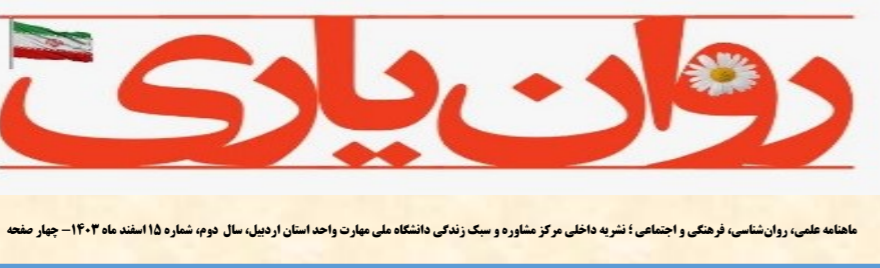 روان یاری
ماهنامه علمی، روان‌شناسی، فرهنگی و اجتماعی ؛ نشریه داخلی مرکز مشاوره و سبک زندگی دانشگاه ملی مهارت واحد استان اردبیل، سال دوم، شماره ۱۵ اسفند ماه ۱۴۰۳– چهار صفحه